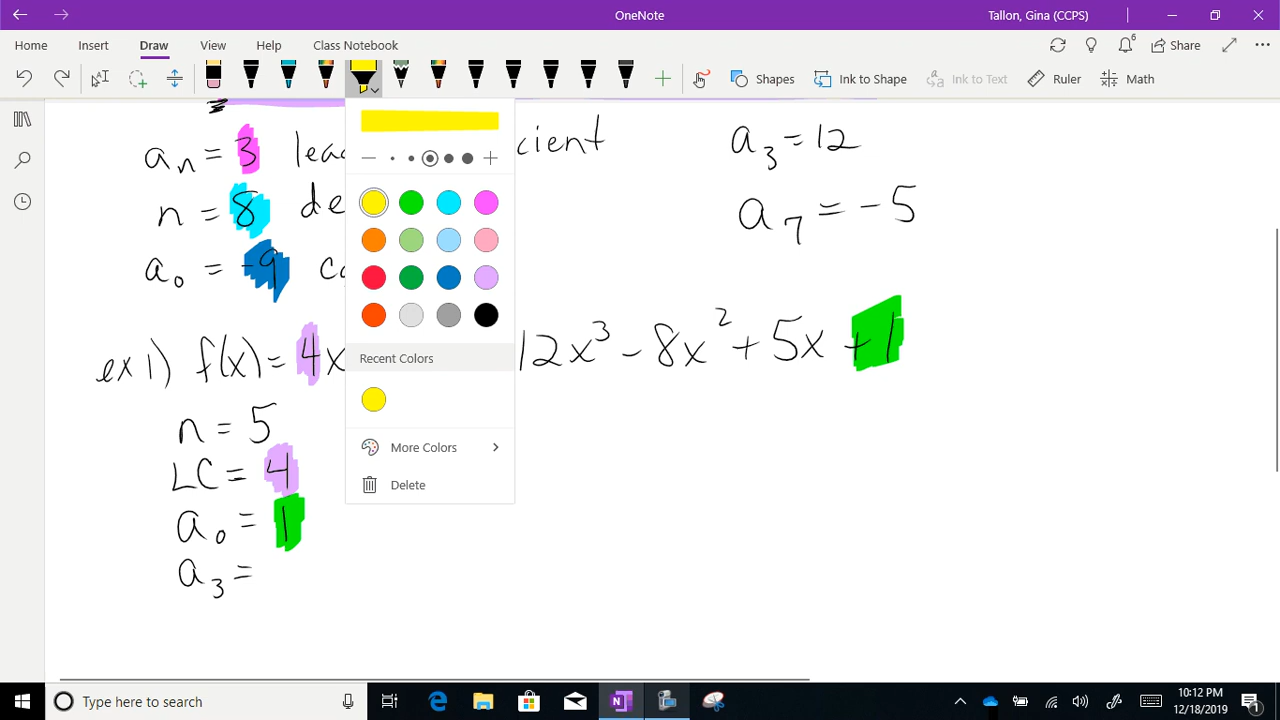 OneNote
Tallon, Gina (CCPS)
Home Insert Draw View Help Class Notebook
6 Share
Shapes Ink to Shape Ink to Text Ruler Math
aₙ = 3 lea cient
a₃ = 12
n = 8 de
a₇ = -5
a₀ = -9 c
ex 1) f(x) = 4x 12x³ - 8x² + 5x + 1
n = 5
LC = 4
a₀ = 1
a₃ =
Recent Colors
More Colors
Delete
Type here to search
10:12 PM
12/18/2019
1